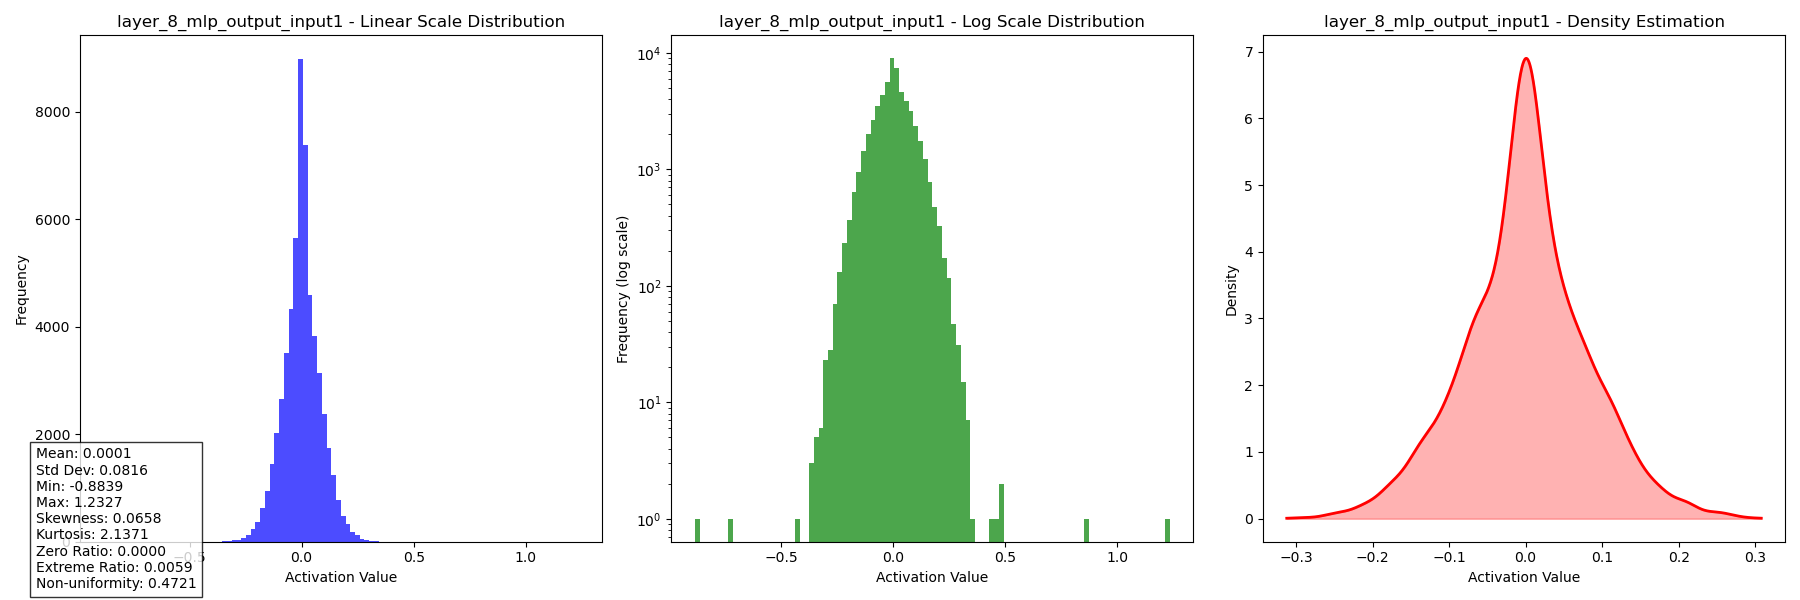 layer_8_mlp_output_input1 - Linear Scale Distribution
Frequency
8000
6000
4000
2000
0
−0.5
0.0
0.5
1.0
Activation Value
Mean: 0.0001
Std Dev: 0.0816
Min: -0.8839
Max: 1.2327
Skewness: 0.0658
Kurtosis: 2.1371
Zero Ratio: 0.0000
Extreme Ratio: 0.0059
Non-uniformity: 0.4721
layer_8_mlp_output_input1 - Log Scale Distribution
Frequency (log scale)
10⁴
10³
10²
10¹
10⁰
−0.5
0.0
0.5
1.0
Activation Value
layer_8_mlp_output_input1 - Density Estimation
Density
7
6
5
4
3
2
1
0
−0.3
−0.2
−0.1
0.0
0.1
0.2
0.3
Activation Value